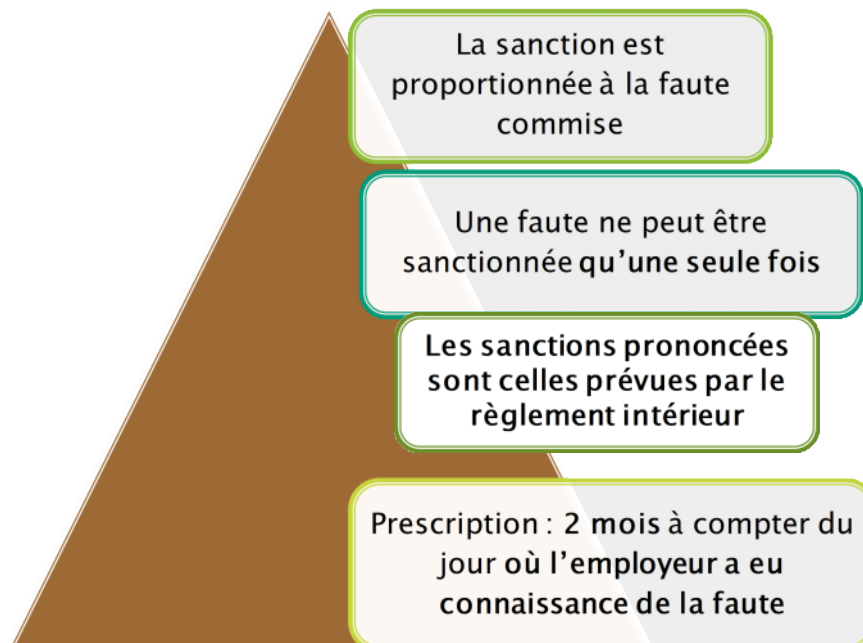 La sanction est
proportionnée à la faute
commise
Une faute ne peut être
sanctionnée qu’une seule fois
Les sanctions prononcées
sont celles prévues par le
règlement intérieur
Prescription : 2 mois à compter du
jour où l’employeur a eu
connaissance de la faute